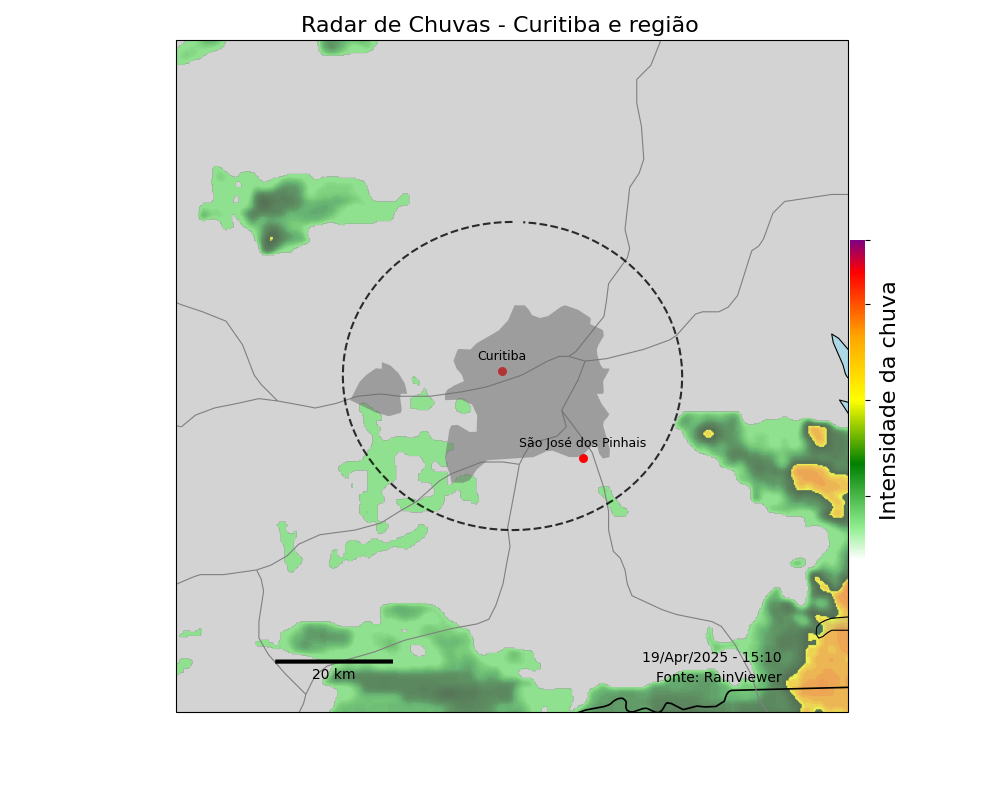 Radar de Chuvas - Curitiba e região
Curitiba
São José dos Pinhais
Intensidade da chuva
19/Apr/2025 - 15:10
Fonte: RainViewer
20 km